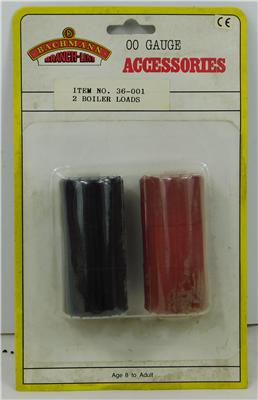 BACHMANN
BRANCH-LINE
00 GAUGE
ACCESSORIES
CE
ITEM NO. 36-001
2 BOILER LOADS
Age 8 to Adult